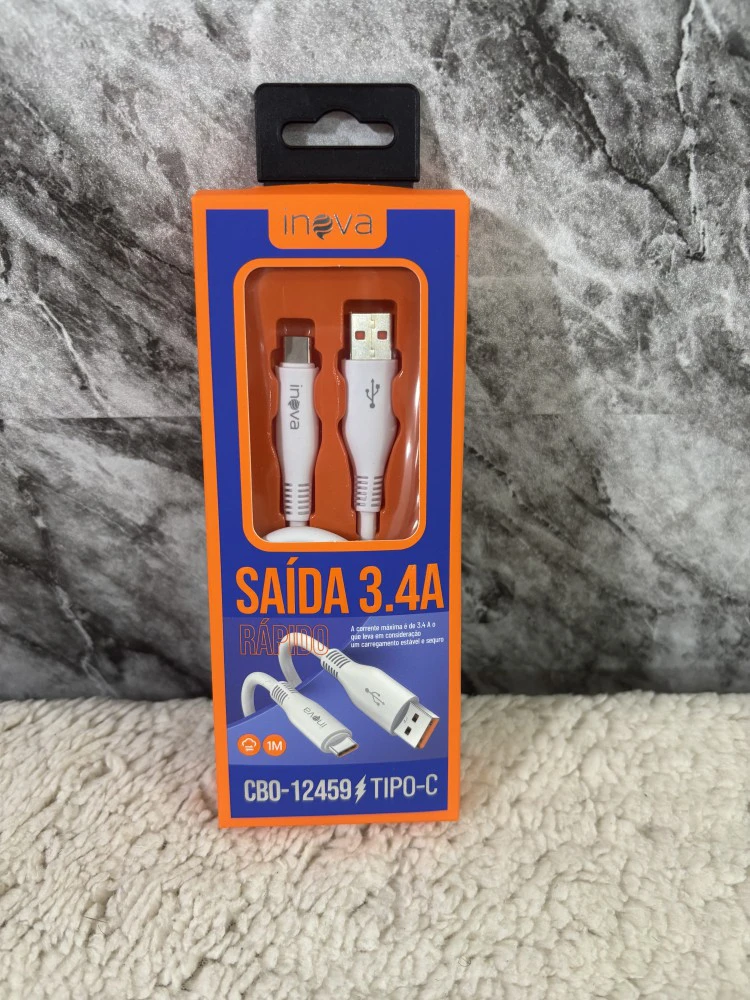 inova
inova
SAÍDA 3.4A
RÁPIDO
A corrente máxima é de 3,4 A o
que leva em consideração
um carregamento estável e seguro
inova
1M
CBO-12459 TIPO-C